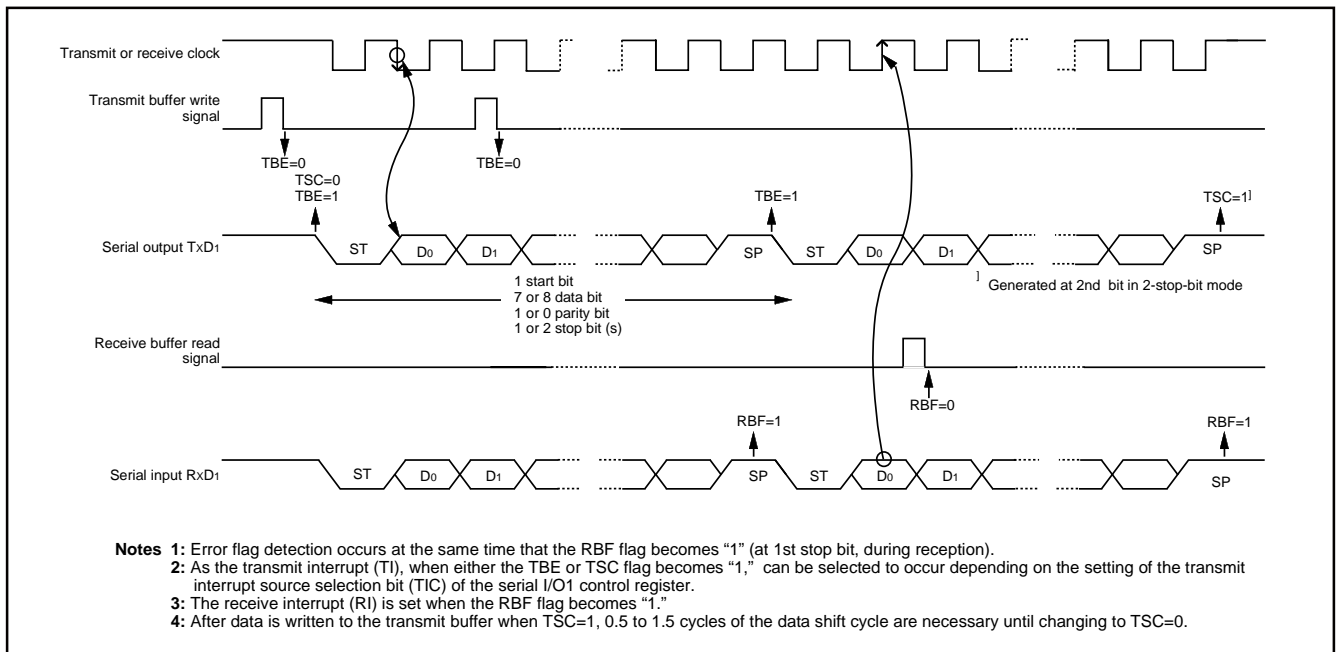 Transmit or receive clock
Transmit buffer write
signal
TBE=0
TBE=0
TSC=0
TBE=1
TBE=1
TSC=1]
Serial output TxD1
ST
D0
D1
SP
ST
D0
D1
SP
1 start bit
7 or 8 data bit
1 or 0 parity bit
1 or 2 stop bit (s)
] Generated at 2nd bit in 2-stop-bit mode
Receive buffer read
signal
RBF=0
RBF=1
RBF=1
Serial input RxD1
ST
D0
D1
SP
ST
D0
D1
SP
Notes 1: Error flag detection occurs at the same time that the RBF flag becomes “1” (at 1st stop bit, during reception).
2: As the transmit interrupt (TI), when either the TBE or TSC flag becomes “1,” can be selected to occur depending on the setting of the transmit
interrupt source selection bit (TIC) of the serial I/O1 control register.
3: The receive interrupt (RI) is set when the RBF flag becomes “1.”
4: After data is written to the transmit buffer when TSC=1, 0.5 to 1.5 cycles of the data shift cycle are necessary until changing to TSC=0.